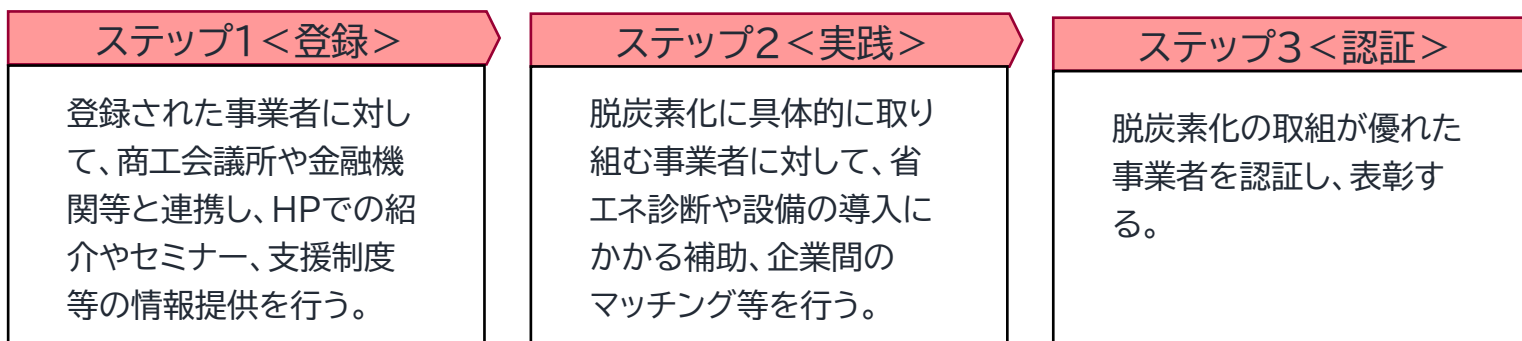 ステップ1＜登録＞
登録された事業者に対し
て、商工会議所や金融機
関等と連携し、HPでの紹
介やセミナー、支援制度
等の情報提供を行う。
ステップ2＜実践＞
脱炭素化に具体的に取り
組む事業者に対して、省
エネ診断や設備の導入に
かかる補助、企業間の
マッチング等を行う。
ステップ3＜認証＞
脱炭素化の取組が優れた
事業者を認証し、表彰す
る。